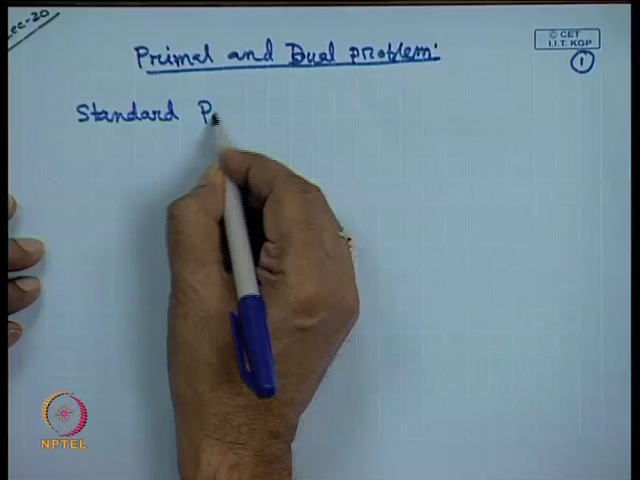 Lec-20
© CET
I.I.T. KGP
Primal and Dual problem:
1
Standard P
NPTEL